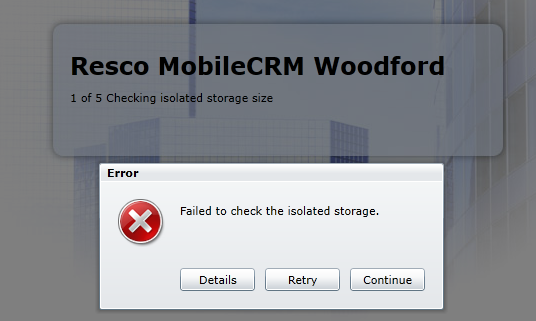 Resco MobileCRM Woodford
1 of 5 Checking isolated storage size
Error
Failed to check the isolated storage.
Details
Retry
Continue